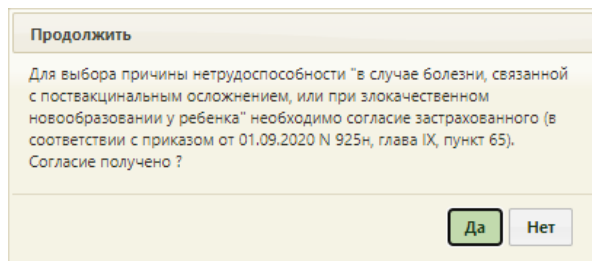 Продолжить
Для выбора причины нетрудоспособности "в случае болезни, связанной
с поствакцинальным осложнением, или при злокачественном
новообразовании у ребенка" необходимо согласие застрахованного (в
соответствии с приказом от 01.09.2020 N 925н, глава IX, пункт 65).
Согласие получено ?
Да Нет